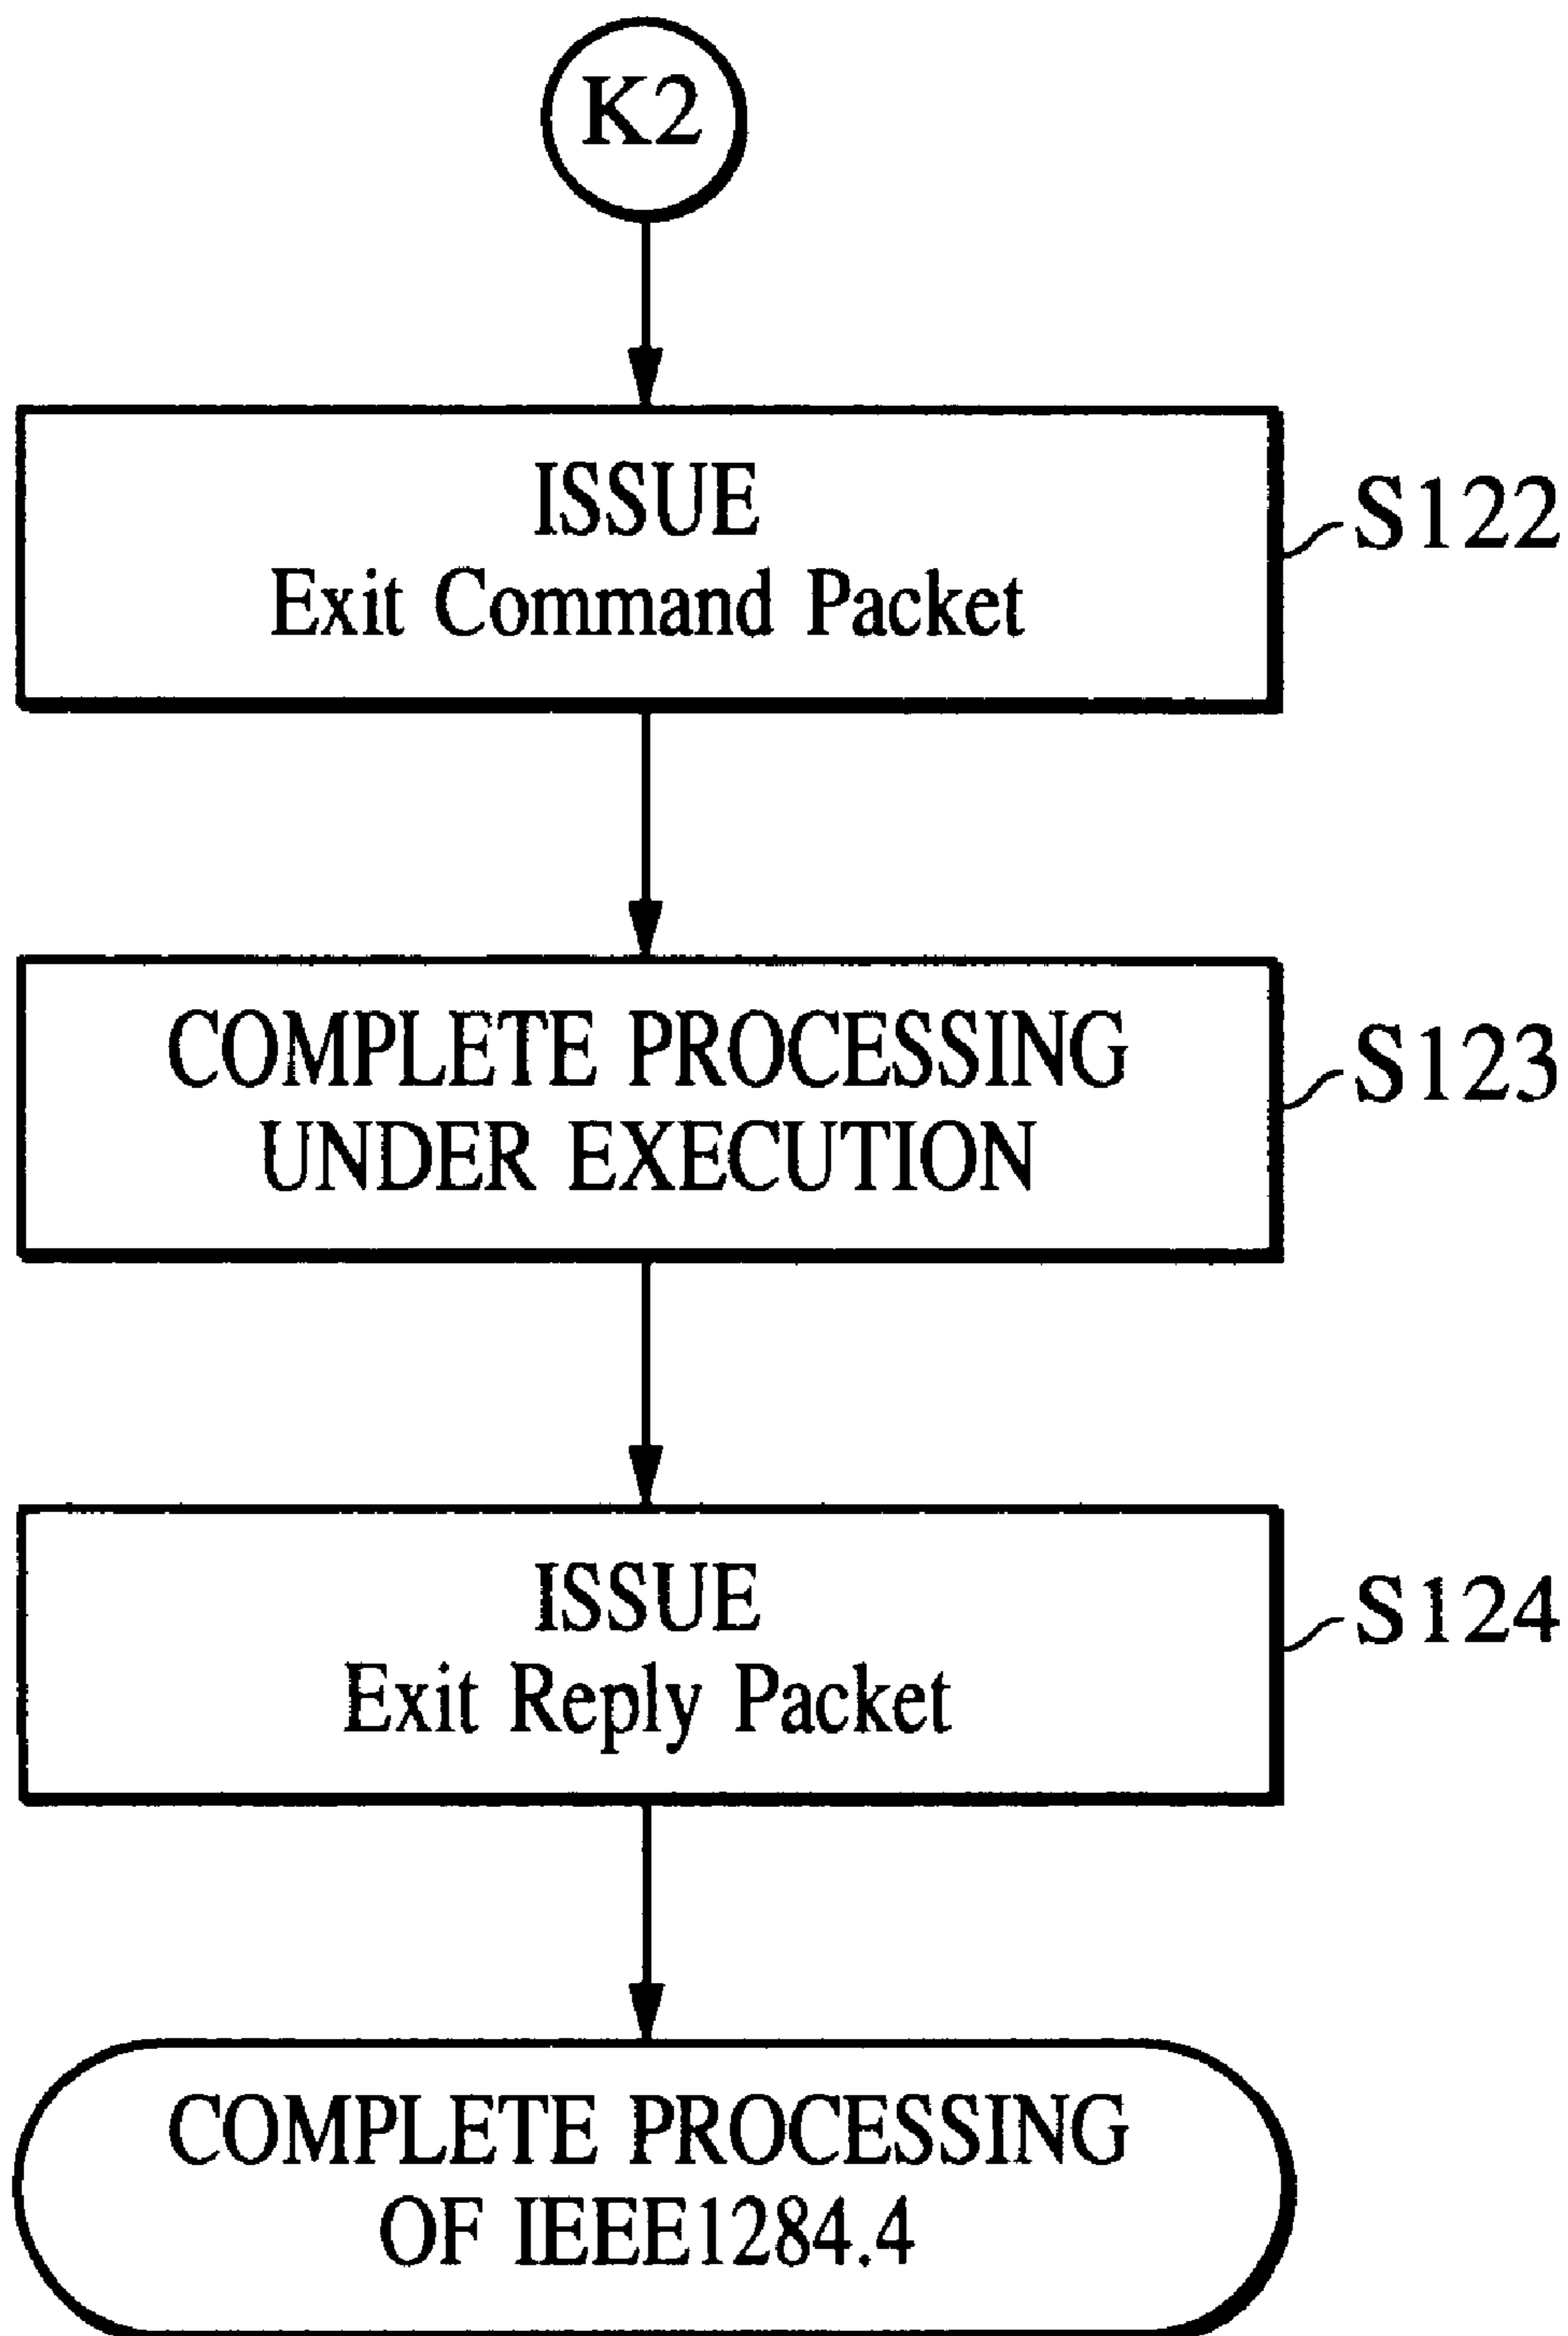 K2
ISSUE
Exit Command Packet
S122
COMPLETE PROCESSING
UNDER EXECUTION
S123
ISSUE
Exit Reply Packet
S124
COMPLETE PROCESSING
OF IEEE1284.4